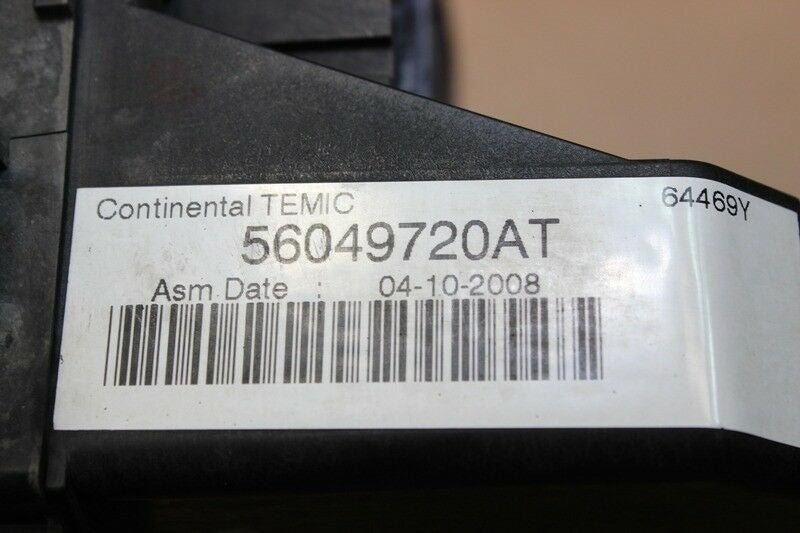 Continental TEMIC 64469Y
56049720AT
Asm Date : 04-10-2008